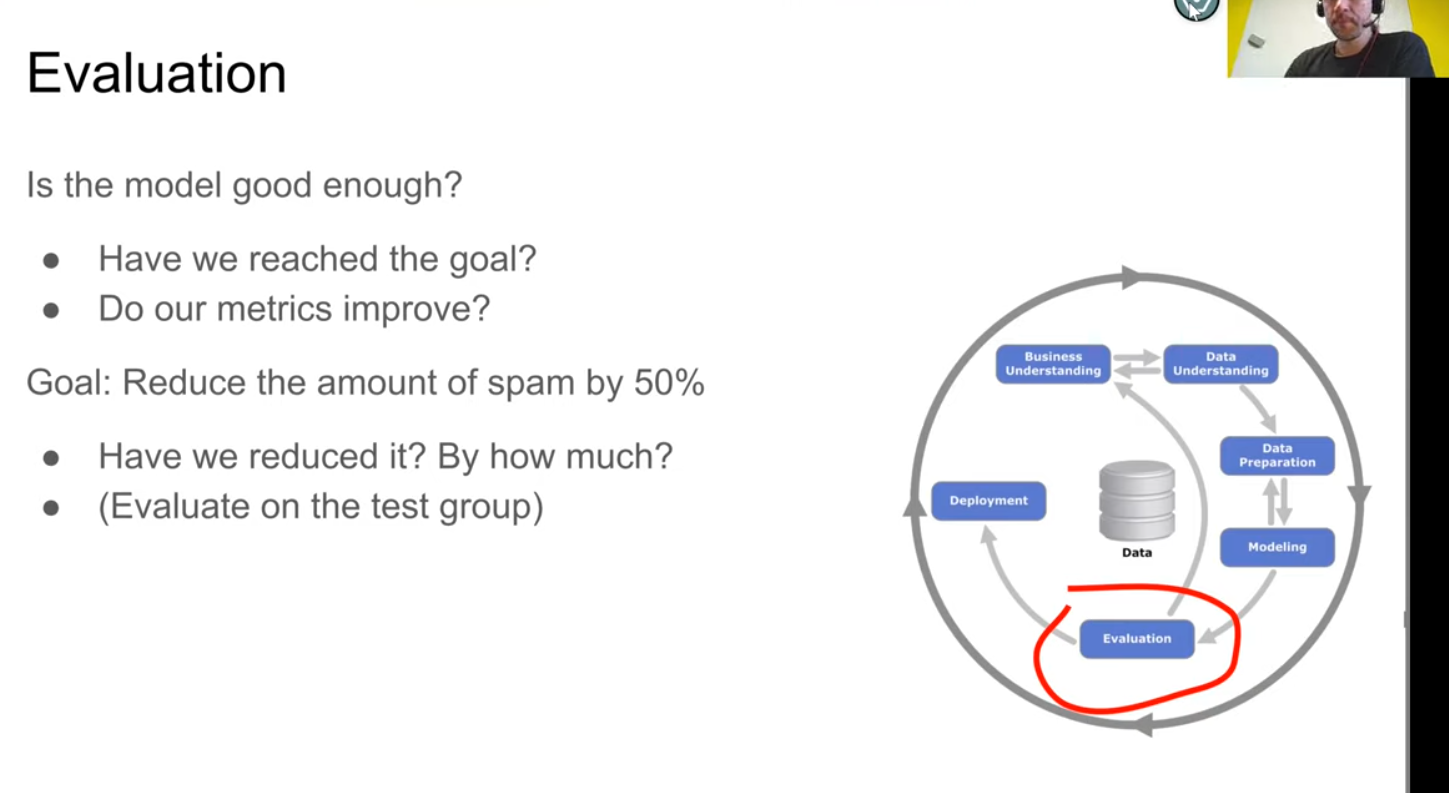 Evaluation
Is the model good enough?
● Have we reached the goal?
● Do our metrics improve?
Goal: Reduce the amount of spam by 50%
● Have we reduced it? By how much?
● (Evaluate on the test group)
Business
Understanding
Data
Understanding
Data
Preparation
Deployment
Data
Modeling
Evaluation